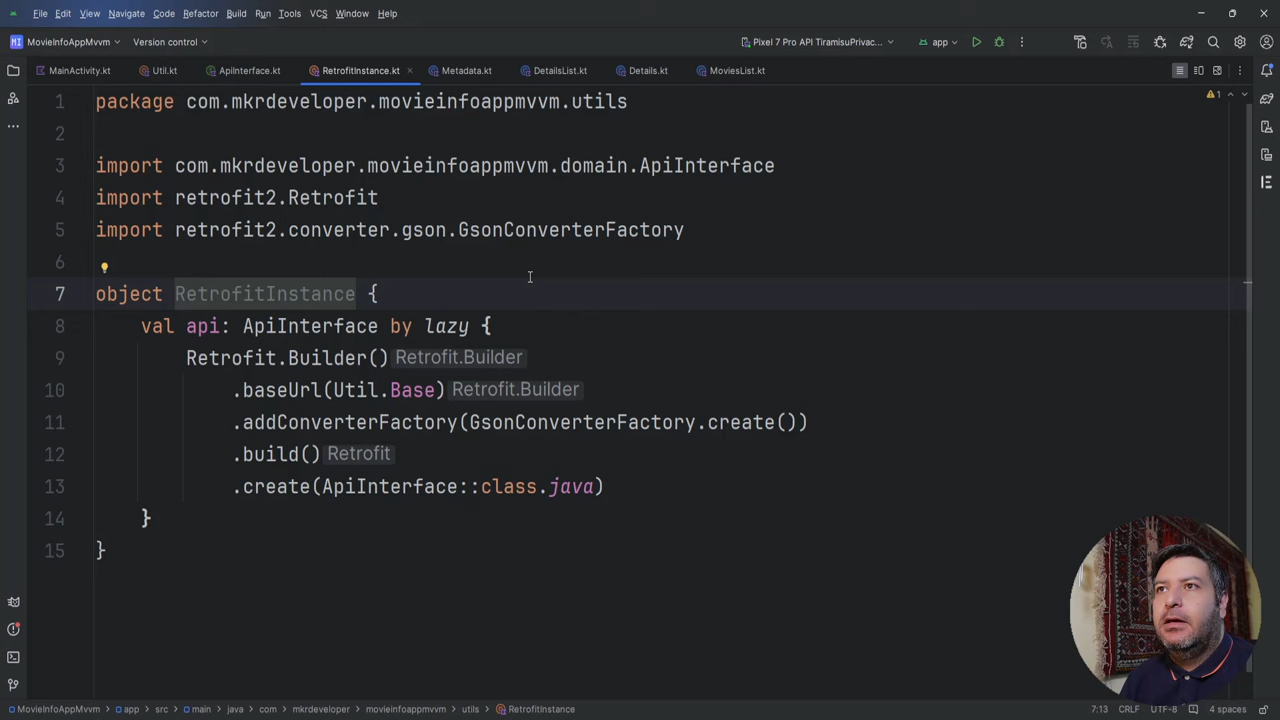 File Edit View Navigate Code Refactor Build Run Tools VCS Window Help
MI MovieInfoAppMvvm Version control Pixel 7 Pro API TiramisuPrivac... app
MainActivity.kt Util.kt ApiInterface.kt RetrofitInstance.kt Metadata.kt DetailsList.kt Details.kt MoviesList.kt
1 package com.mkrdeveloper.movieinfoappmvvm.utils 1
2
3 import com.mkrdeveloper.movieinfoappmvvm.domain.ApiInterface
4 import retrofit2.Retrofit
5 import retrofit2.converter.gson.GsonConverterFactory
6
7 object RetrofitInstance {
8 val api: ApiInterface by lazy {
9 Retrofit.Builder() Retrofit.Builder
10 .baseUrl(Util.Base) Retrofit.Builder
11 .addConverterFactory(GsonConverterFactory.create())
12 .build() Retrofit
13 .create(ApiInterface::class.java)
14 }
15 }
MovieInfoAppMvvm app src main java com mkrdeveloper movieinfoappmvvm utils RetrofitInstance 7:13 CRLF UTF-8 4 spaces